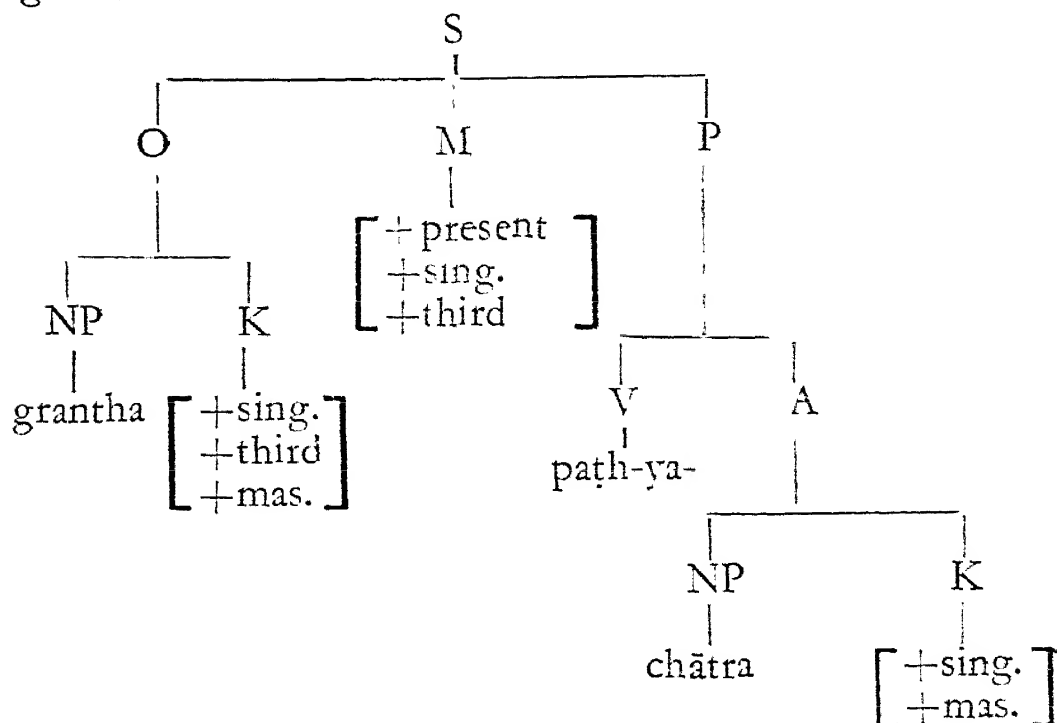 g
S
O M P
[+present
+sing.
+third]
NP K
V A
grantha [+sing.
+third
+mas.]
paṭh-ya-
NP K
chātra [+sing.
+mas.